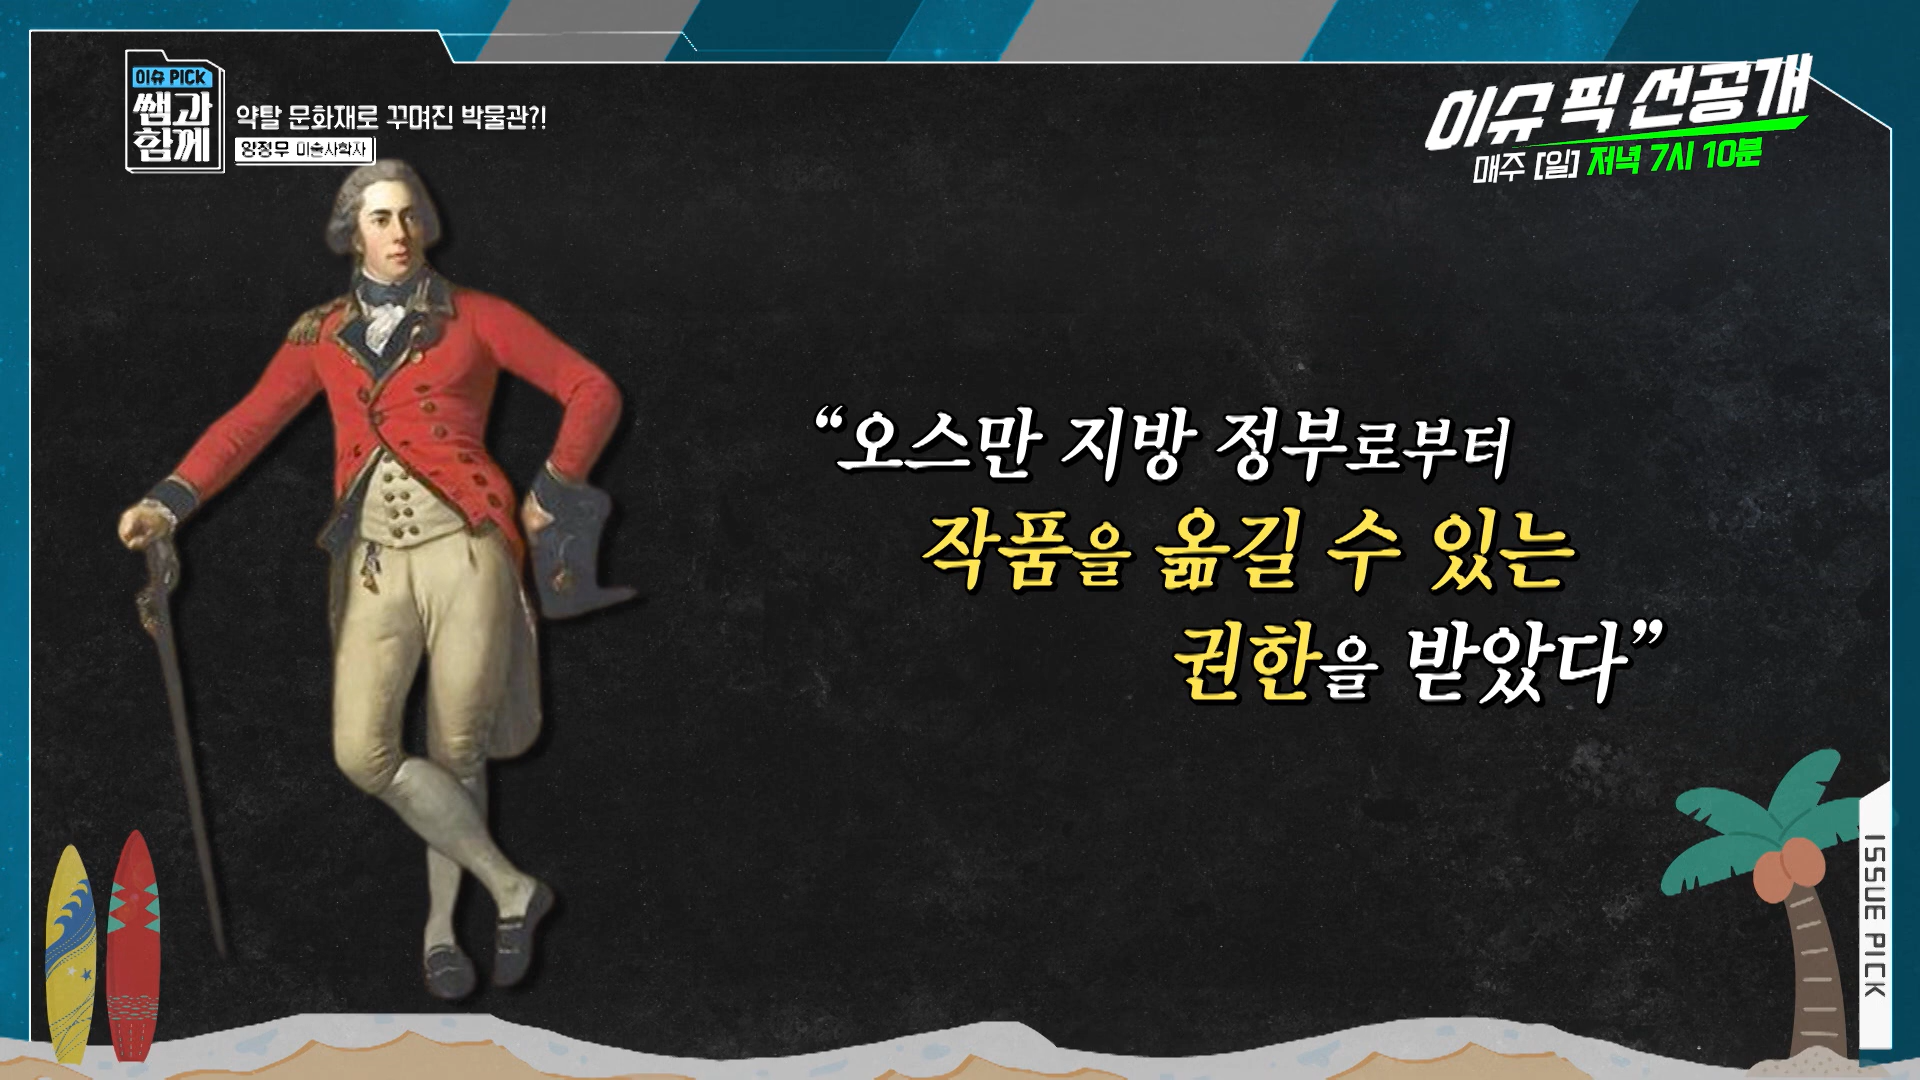 이슈 PICK
쌤과
함께
약탈 문화재로 꾸며진 박물관?!
양정무 미술사학자
이슈 픽 선공개
매주 [일] 저녁 7시 10분
“오스만 지방 정부로부터
작품을 옮길 수 있는
권한을 받았다”
ISSUE PICK